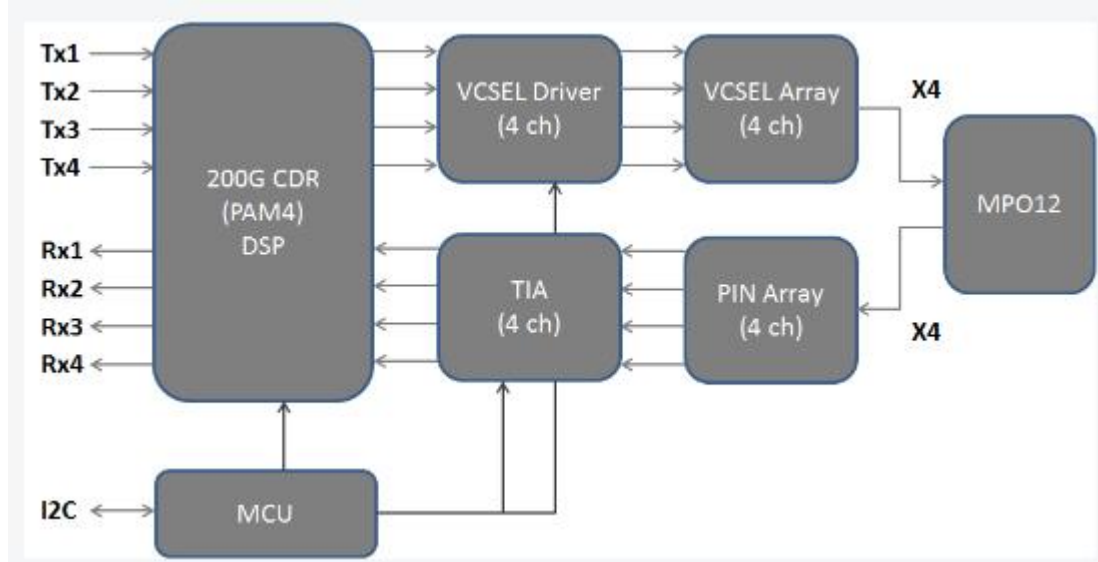 Tx1
Tx2
Tx3
Tx4
200G CDR
(PAM4)
DSP
VCSEL Driver
(4 ch)
VCSEL Array
(4 ch)
X4
MPO12
Rx1
Rx2
Rx3
Rx4
TIA
(4 ch)
PIN Array
(4 ch)
X4
I2C
MCU